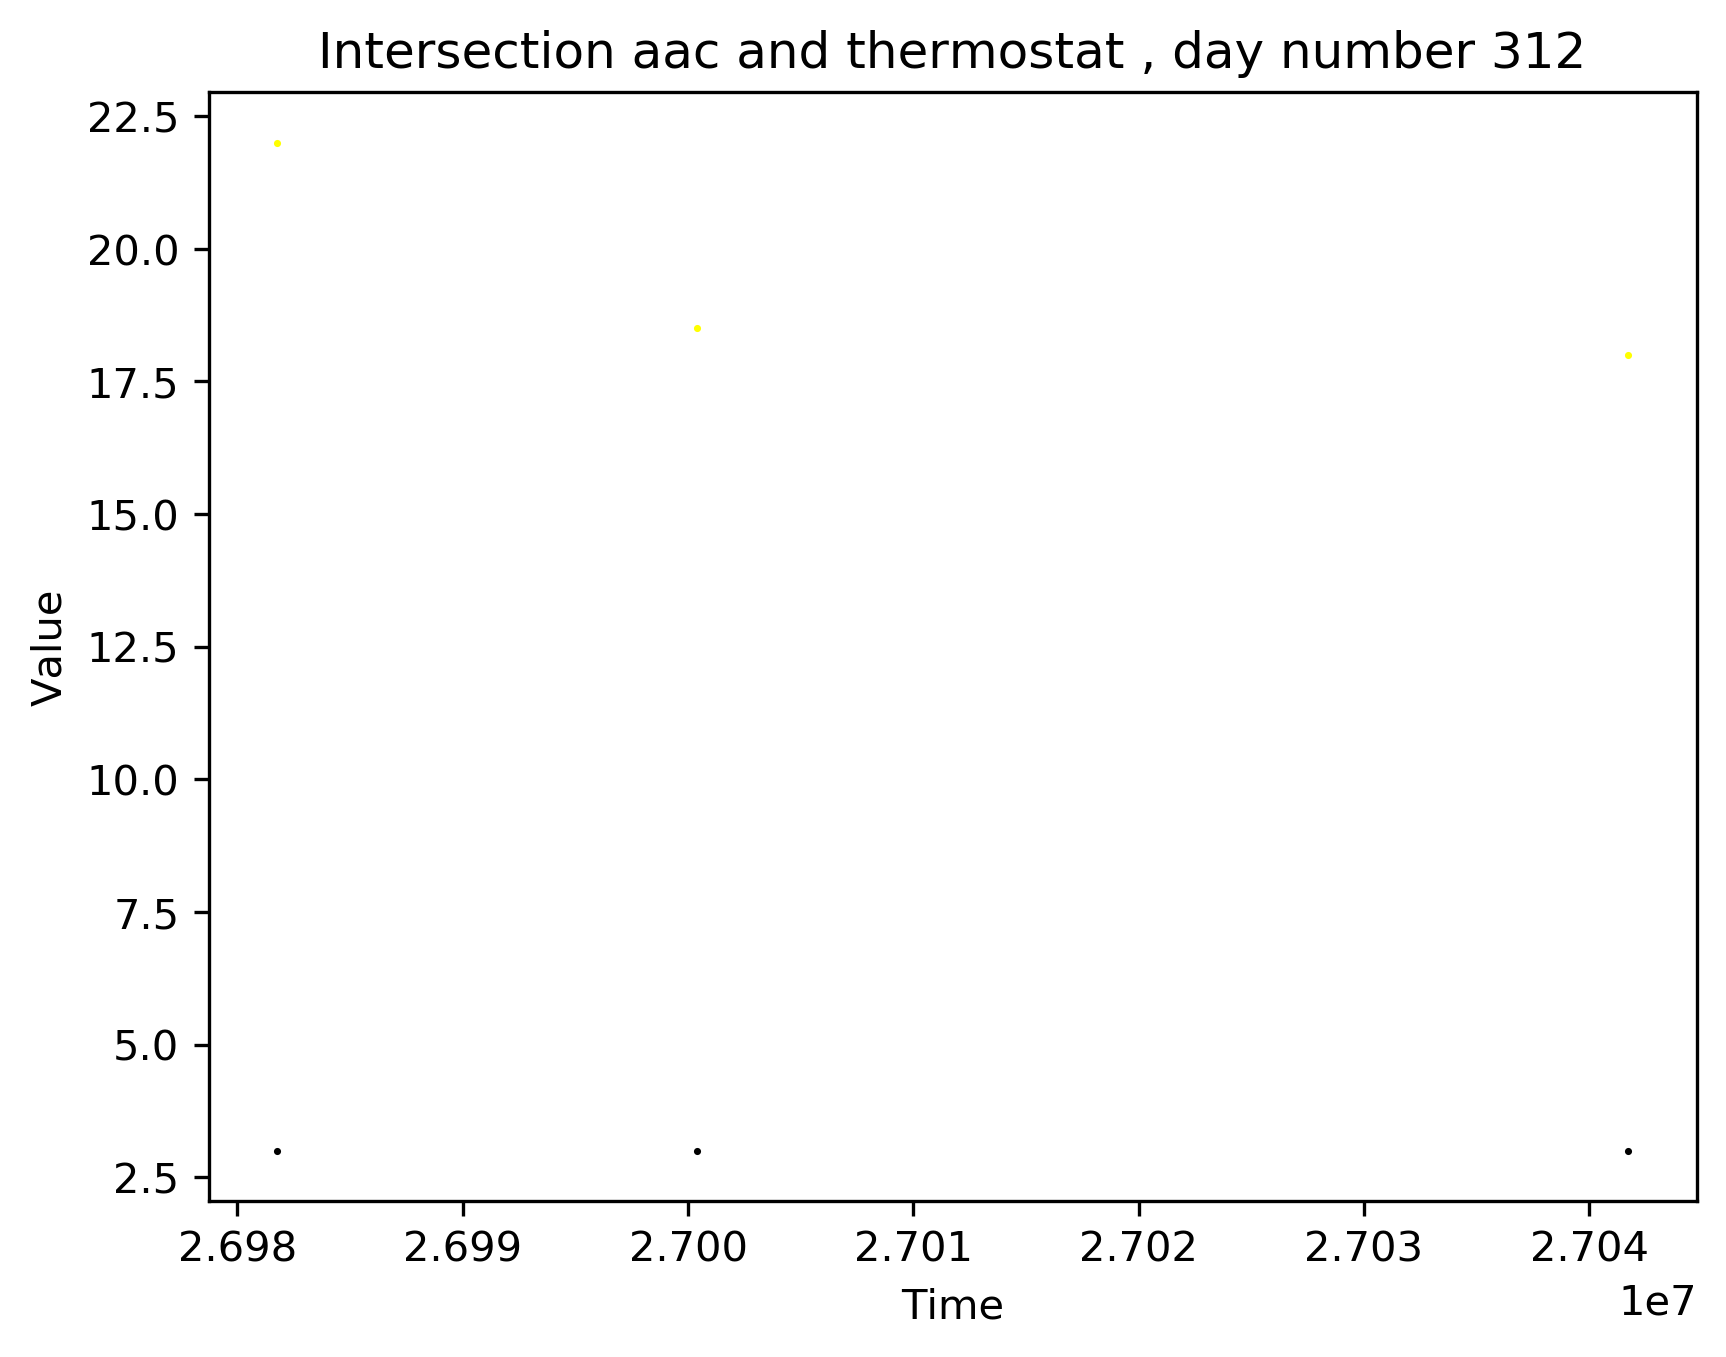 Intersection aac and thermostat , day number 312
22.5
20.0
17.5
15.0
12.5
10.0
7.5
5.0
2.5
Value
2.698 2.699 2.700 2.701 2.702 2.703 2.704
1e7
Time